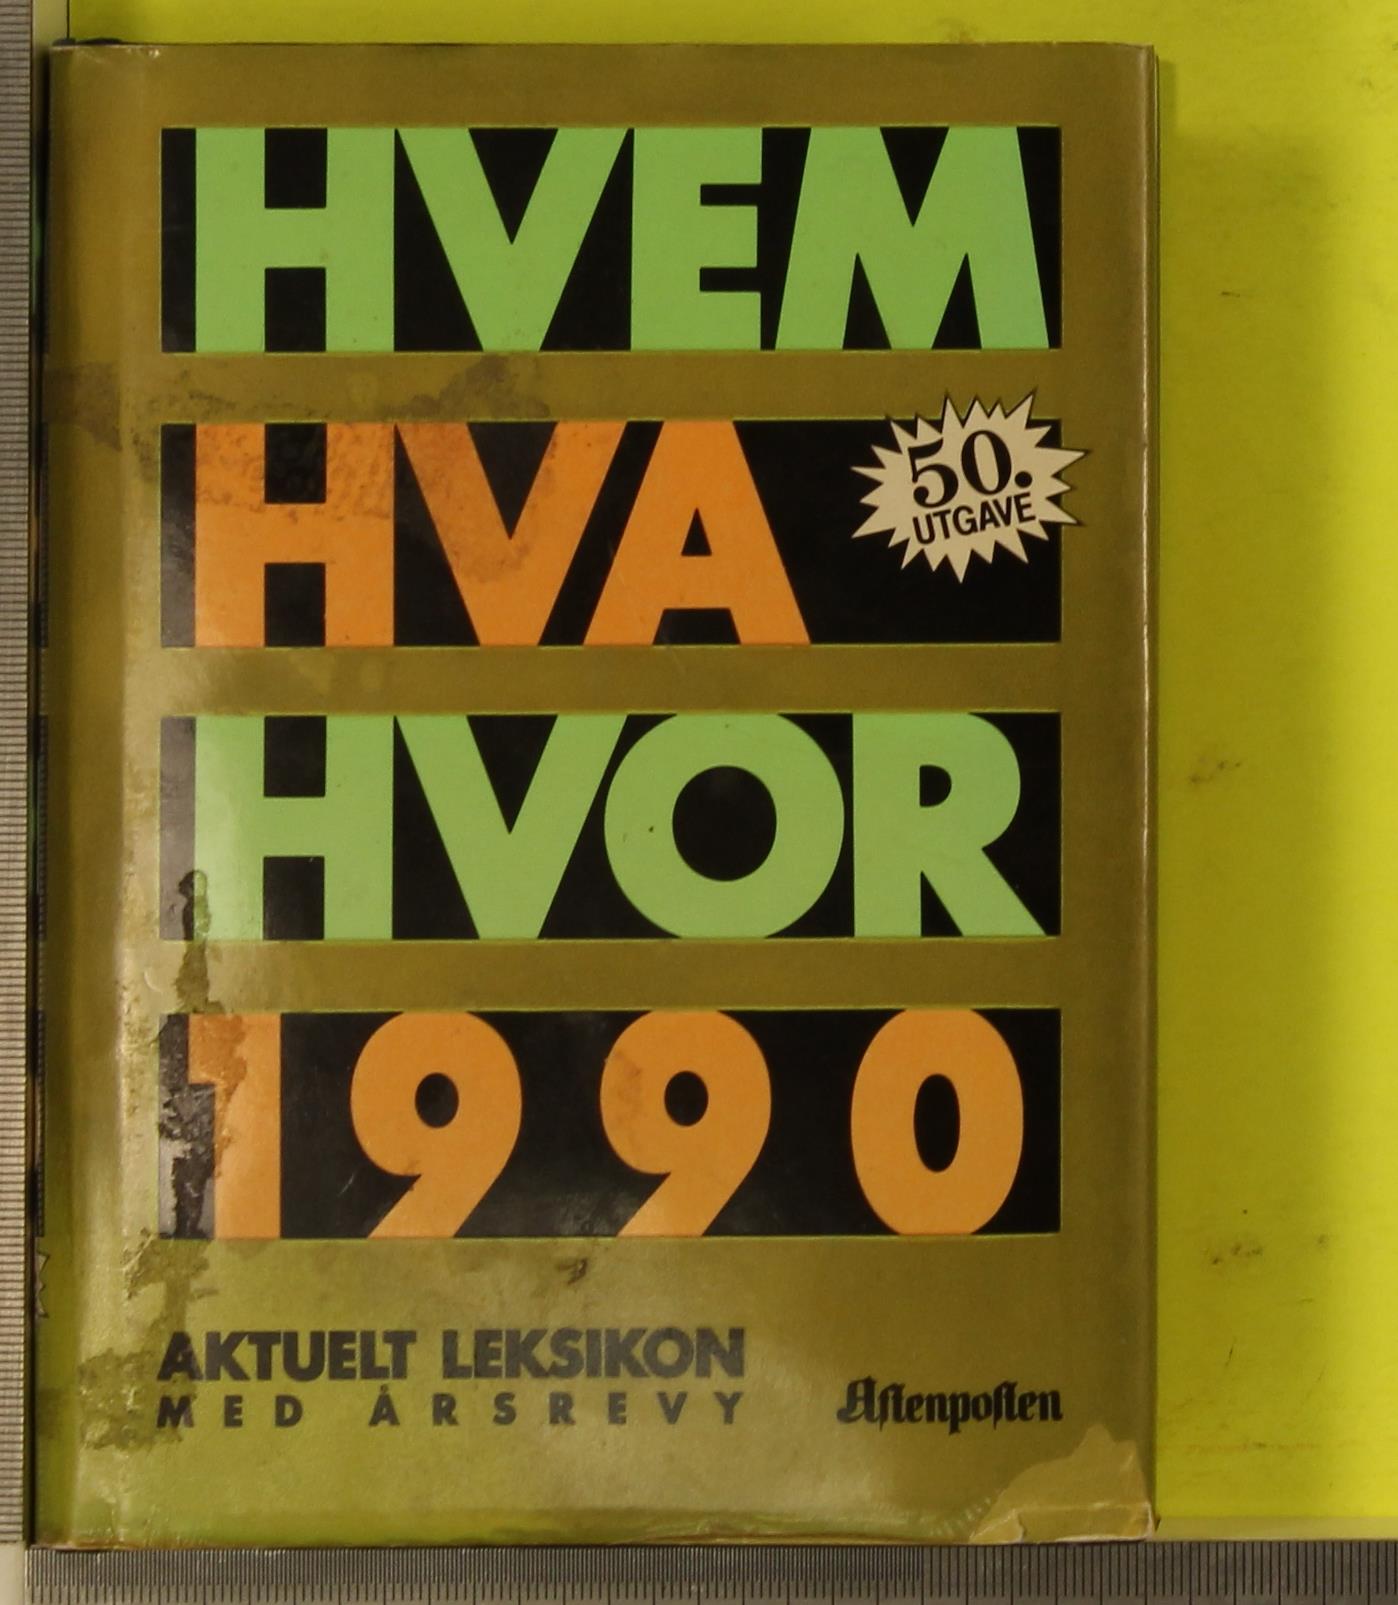 HVEM
HVA
50.
UTGAVE
HVOR
1990
AKTUELT LEKSIKON
MED ÅRSREVY
Aftenposten